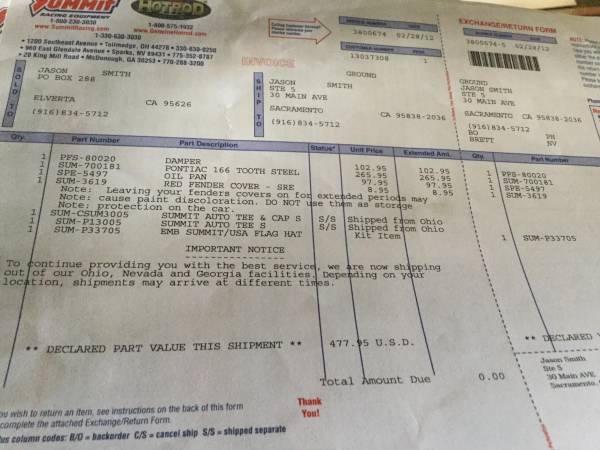 Summit
RACING EQUIPMENT
1-800-230-3030
www.SummitRacing.com
HOTROD
1-800-575-1932
www.GenuineHotrod.com
1-330-630-3030
• 1200 Southeast Avenue • Tallmadge, OH 44278 • 330-630-0250
• 960 East Glendale Avenue • Sparks, NV 89431 • 775-352-8787
• 20 King Mill Road • McDonough, GA 30253 • 770-288-3200
3800674 02/28/12
CUSTOMER NUMBER
13037308 1
INVOICE
EXCHANGE/RETURN FORM
3800674-5 02/28/12
SOLD TO
JASON SMITH
PO BOX 288
ELVERTA CA 95626
(916)834-5712
SHIP TO
GROUND
JASON SMITH
STE 5
30 MAIN AVE
SACRAMENTO CA 95838-2036
(916)834-5712
GROUND
JASON SMITH
STE 5
30 MAIN AVE
SACRAMENTO CA 95838-2036
(916)834-5712
BO PH
BRETT NV
Qty. Part Number Part Description Status* Unit Price Extended Amt.
Qty. Part Number
1 PFS-80020 DAMPER 102.95 102.95
1 SUM-700181 PONTIAC 166 TOOTH STEEL 265.95 265.95
1 SPE-5497 OIL PAN 97.95 97.95
1 SUM-3619 RED FENDER COVER - SRE 8.95 8.95
Note: Leaving your fenders covers on for extended periods may
Note: cause paint discoloration. DO NOT use them as storage
Note: protection on the car.
1 SUM-CSUM3005 SUMMIT AUTO TEE & CAP S S/S Shipped from Ohio
1 SUM-P13005 SUMMIT AUTO TEE S S/S Shipped from Ohio
1 SUM-P33705 EMB SUMMIT/USA FLAG HAT Kit Item
1 PFS-80020
1 SUM-700181
1 SPE-5497
1 SUM-3619
1 SUM-P33705
IMPORTANT NOTICE
----------------
To continue providing you with the best service, we are now shipping
out of our Ohio, Nevada and Georgia facilities. Depending on your
location, shipments may arrive at different times.
** DECLARED PART VALUE THIS SHIPMENT ** 477.95 U.S.D.
** DECLARED
Total Amount Due 0.00
Jason Smith
Ste 5
30 Main AVE
Sacramento,
Thank
You!
you wish to return an item, see instructions on the back of this form
complete the attached Exchange/Return Form.
tus column codes: B/O = backorder C/S = cancel ship S/S = shipped separate